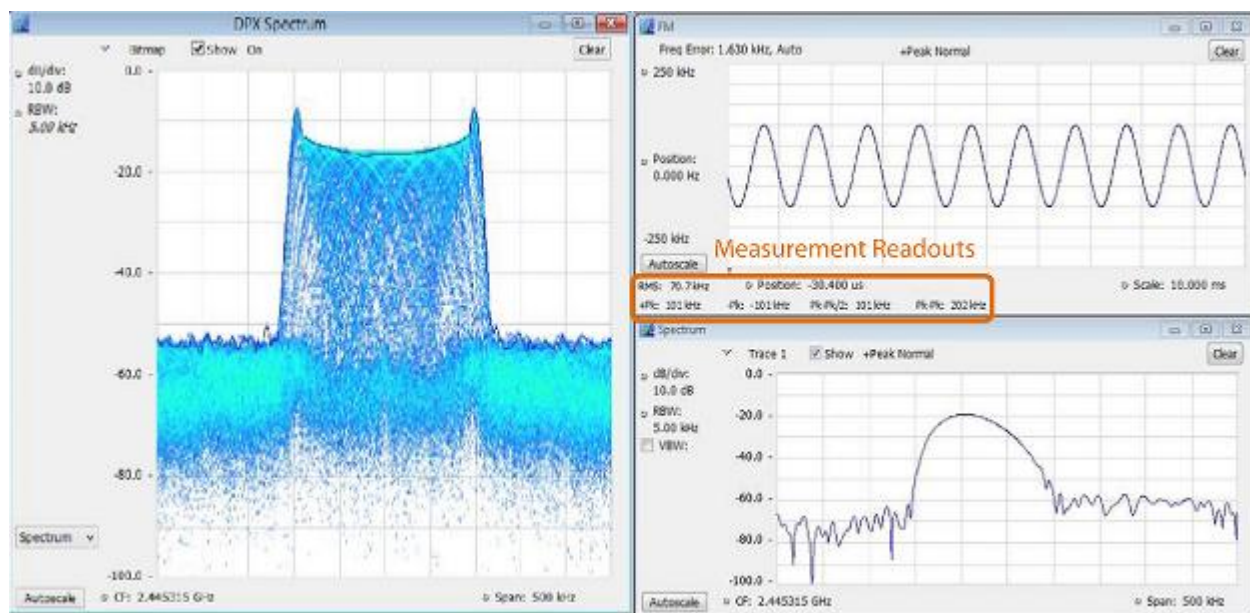 DPX Spectrum
Bitmap Show On Clear
dB/div:
10.0 dB
RBW:
5.00 kHz
0.0
-20.0
-40.0
-60.0
-80.0
-100.0
Spectrum
Autoscale CF: 2.445315 GHz Span: 500 kHz
FM
Freq Error: 1.630 kHz, Auto +Peak Normal Clear
250 kHz
Position:
0.000 Hz
-250 kHz
Measurement Readouts
Autoscale
RMS: 70.7 kHz Position: -30.400 us Scale: 10.000 ms
+Pk: 101 kHz -Pk: -101 kHz Pk-Pk/2: 101 kHz Pk-Pk: 202 kHz
Spectrum
Trace 1 Show +Peak Normal Clear
dB/div:
10.0 dB
RBW:
5.00 kHz
VBW:
0.0
-20.0
-40.0
-60.0
-80.0
-100.0
Autoscale CF: 2.445315 GHz Span: 500 kHz